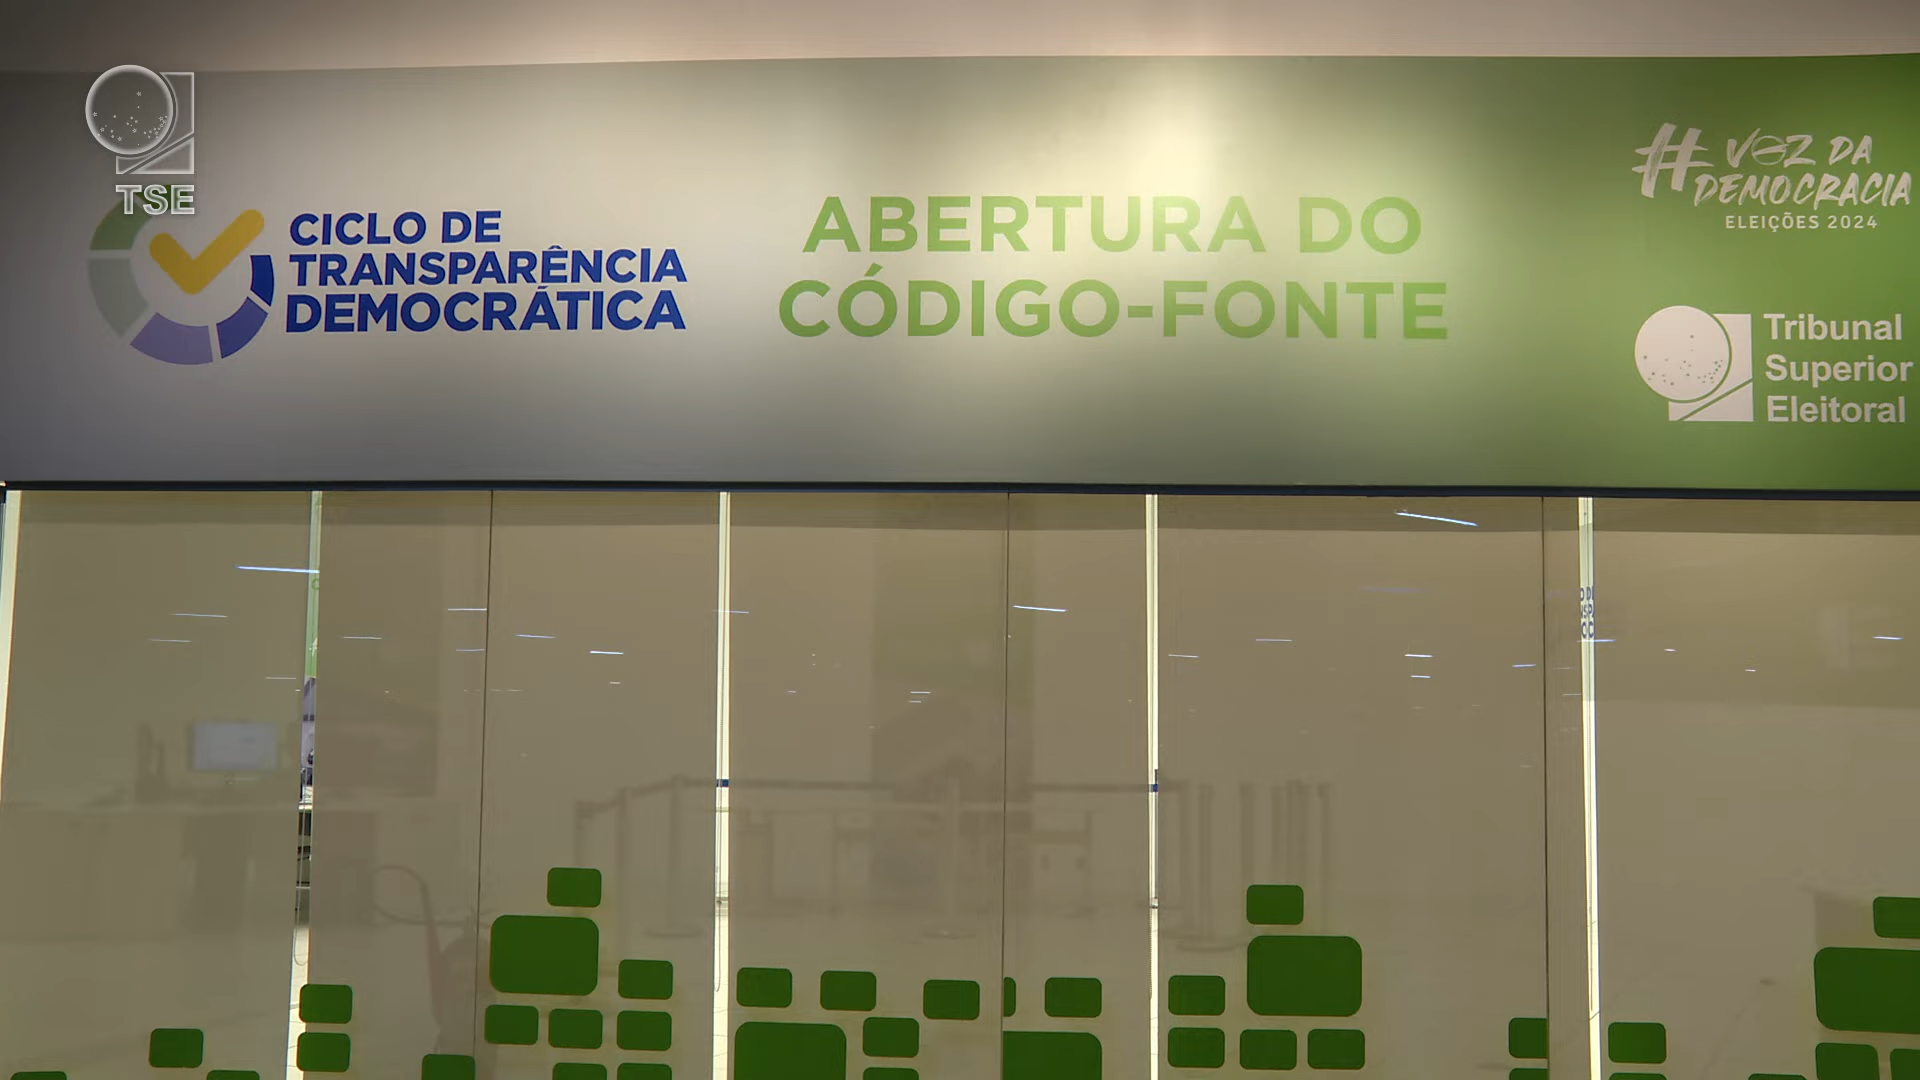 TSE
CICLO DE
TRANSPARÊNCIA
DEMOCRÁTICA
ABERTURA DO
CÓDIGO-FONTE
# VOZ DA
DEMOCRACIA
ELEIÇÕES 2024
Tribunal
Superior
Eleitoral